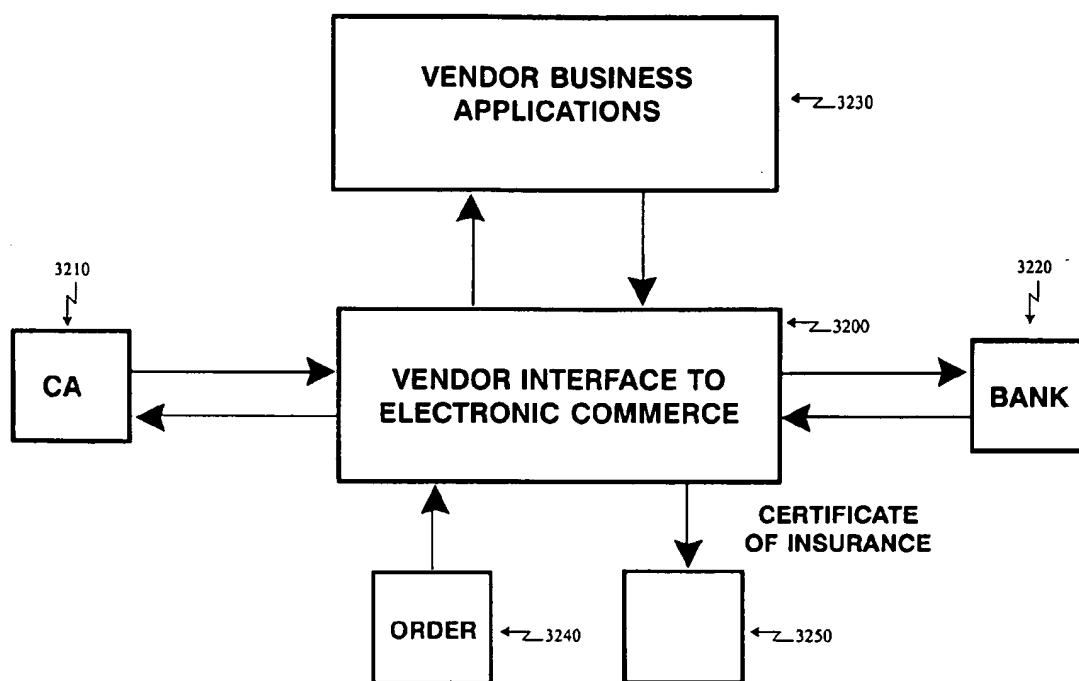 VENDOR BUSINESS
APPLICATIONS
3230
3210
3220
3200
CA
VENDOR INTERFACE TO
ELECTRONIC COMMERCE
BANK
CERTIFICATE
OF INSURANCE
ORDER
3240
3250